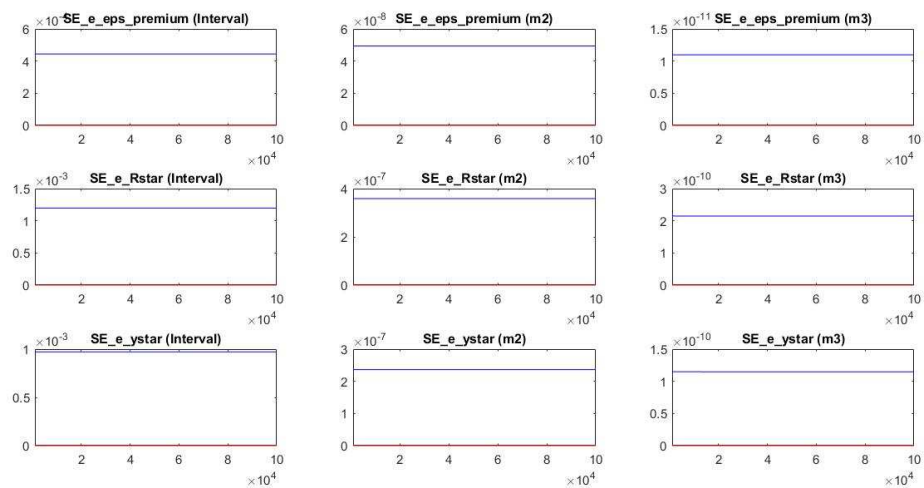 ×10⁻ SE_e_eps_premium (Interval)
6
4
2
0
2 4 6 8 10
×10⁴
×10⁻⁸ SE_e_eps_premium (m2)
6
4
2
0
2 4 6 8 10
×10⁴
×10⁻¹¹ SE_e_eps_premium (m3)
1.5
1
0.5
0
2 4 6 8 10
×10⁴
×10⁻³ SE_e_Rstar (Interval)
1.5
1
0.5
0
2 4 6 8 10
×10⁴
×10⁻⁷ SE_e_Rstar (m2)
4
2
0
2 4 6 8 10
×10⁴
×10⁻¹⁰ SE_e_Rstar (m3)
3
2
1
0
2 4 6 8 10
×10⁴
×10⁻³ SE_e_ystar (Interval)
1
0.5
0
2 4 6 8 10
×10⁴
×10⁻⁷ SE_e_ystar (m2)
3
2
1
0
2 4 6 8 10
×10⁴
×10⁻¹⁰ SE_e_ystar (m3)
1.5
1
0.5
0
2 4 6 8 10
×10⁴